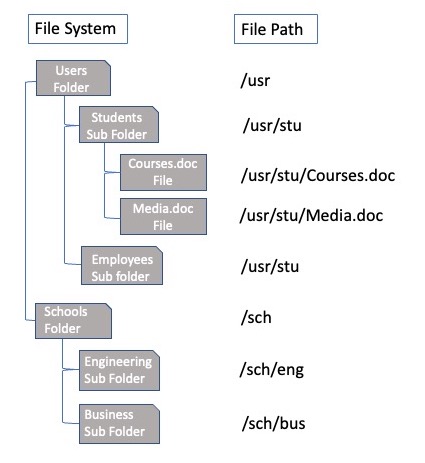 File System
File Path
Users
Folder
/usr
Students
Sub Folder
/usr/stu
Courses.doc
File
/usr/stu/Courses.doc
Media.doc
File
/usr/stu/Media.doc
Employees
Sub folder
/usr/stu
Schools
Folder
/sch
Engineering
Sub Folder
/sch/eng
Business
Sub Folder
/sch/bus